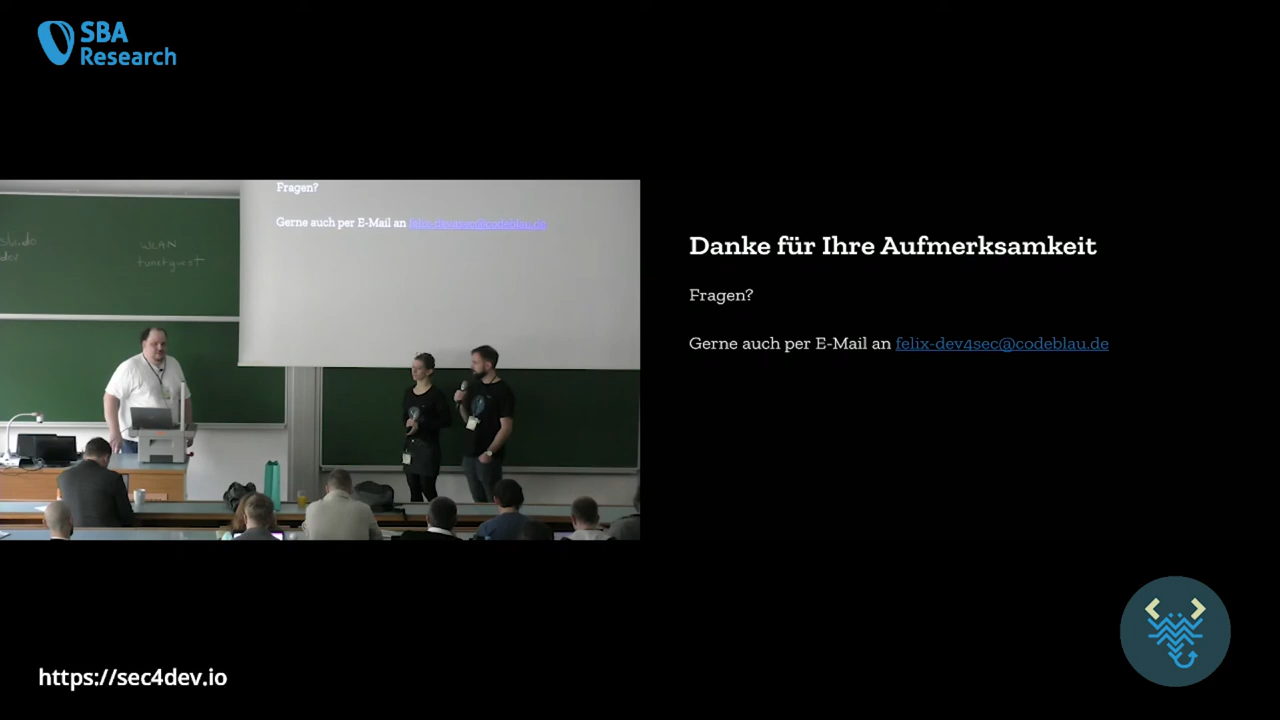 SBA
Research
Fragen?
Gerne auch per E-Mail an
WLAN
tunetguest
Danke für Ihre Aufmerksamkeit
Fragen?
Gerne auch per E-Mail an felix-dev4sec@codeblau.de
https://sec4dev.io